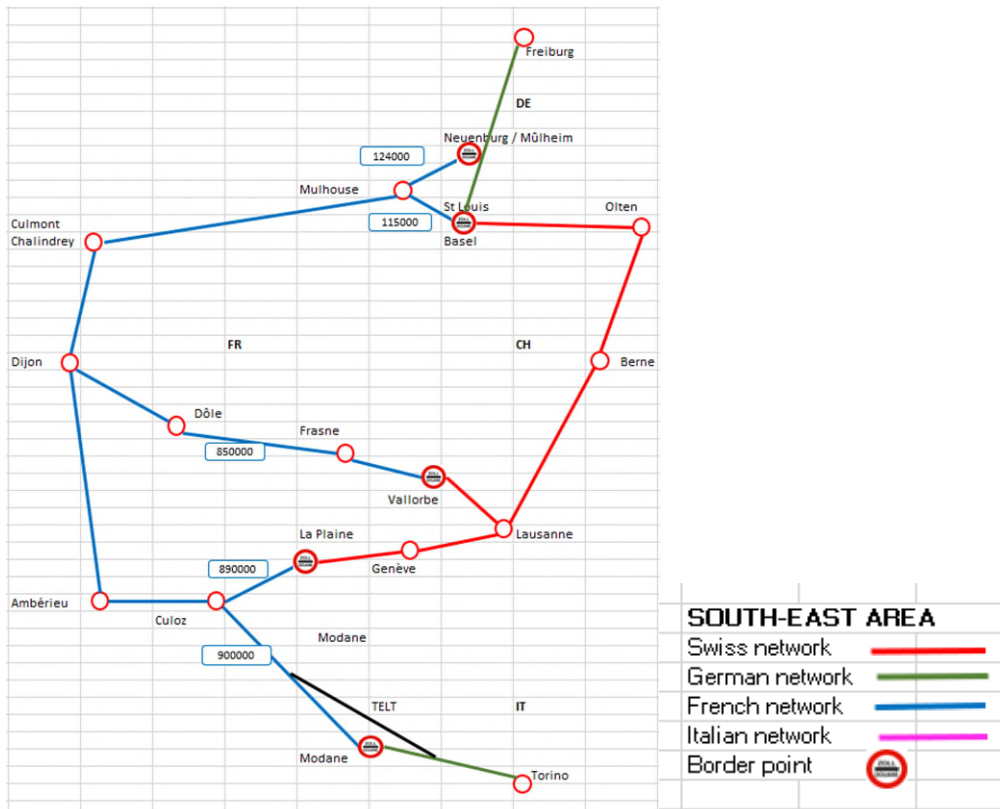 Freiburg
DE
Neuenburg / Mûlheim
124000
Mulhouse
St Louis
Olten
115000
Culmont
Chalindrey
Basel
FR
CH
Dijon
Berne
Dôle
Frasne
850000
Vallorbe
La Plaine
Lausanne
Genève
890000
Ambérieu
Culoz
Modane
900000
TELT
IT
Modane
Torino
SOUTH-EAST AREA
Swiss network
German network
French network
Italian network
Border point
ZOLL
DOUANE